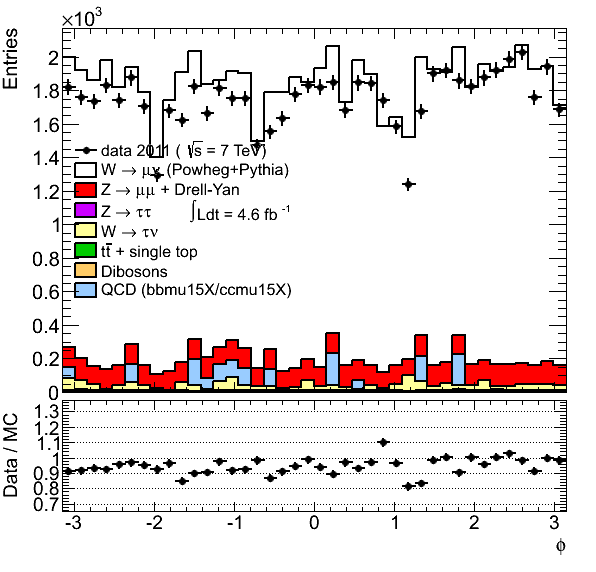 ×10³
Entries
2
1.8
1.6
1.4
1.2
1
0.8
0.6
0.4
0.2
0
data 2011 ( √s = 7 TeV)
W → μν (Powheg+Pythia)
Z → μμ + Drell-Yan
Z → ττ
∫Ldt = 4.6 fb⁻¹
W → τν
tt̄ + single top
Dibosons
QCD (bbmu15X/ccmu15X)
Data / MC
1.3
1.2
1.1
1
0.9
0.8
0.7
-3 -2 -1 0 1 2 3
ϕ